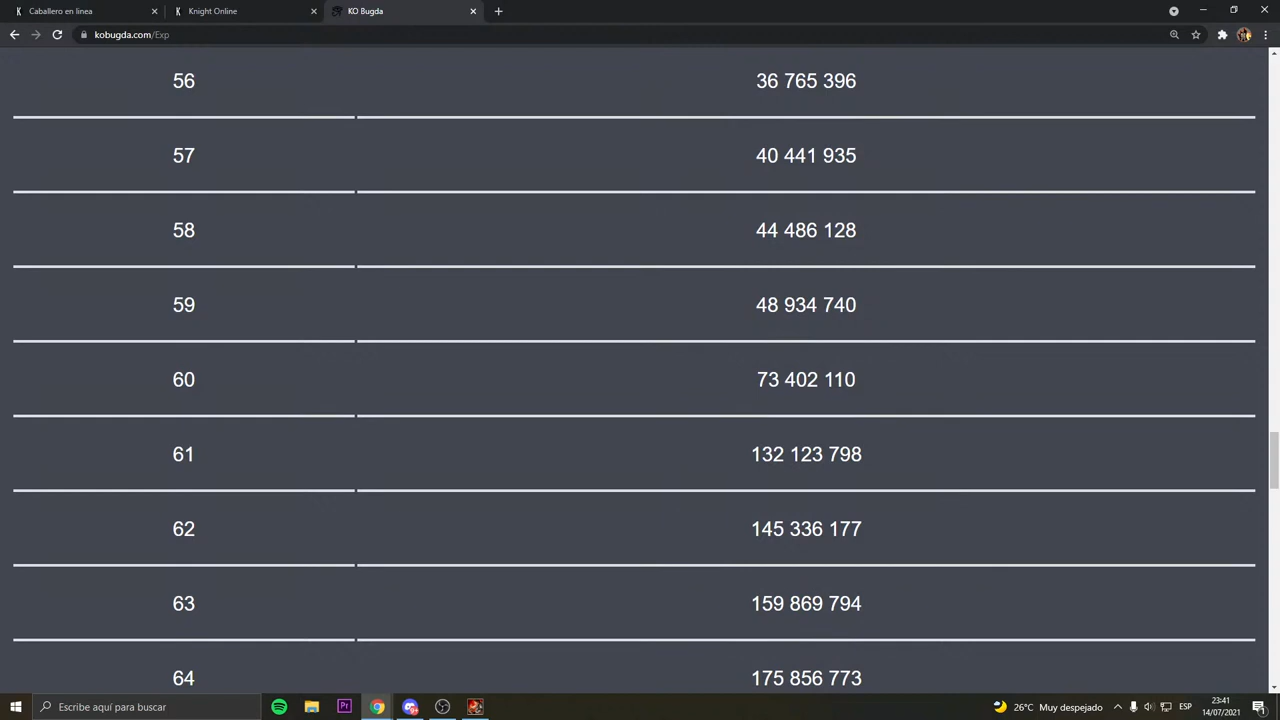 Caballero en linea
Knight Online
KO Bugda
kobugda.com/Exp
56 36 765 396
57 40 441 935
58 44 486 128
59 48 934 740
60 73 402 110
61 132 123 798
62 145 336 177
63 159 869 794
64 175 856 773
Escribe aquí para buscar
26°C Muy despejado
ESP
23:41
14/07/2021